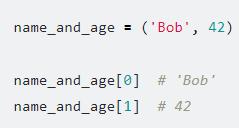 name_and_age = ('Bob', 42)
name_and_age[0]  # 'Bob'
name_and_age[1]  # 42